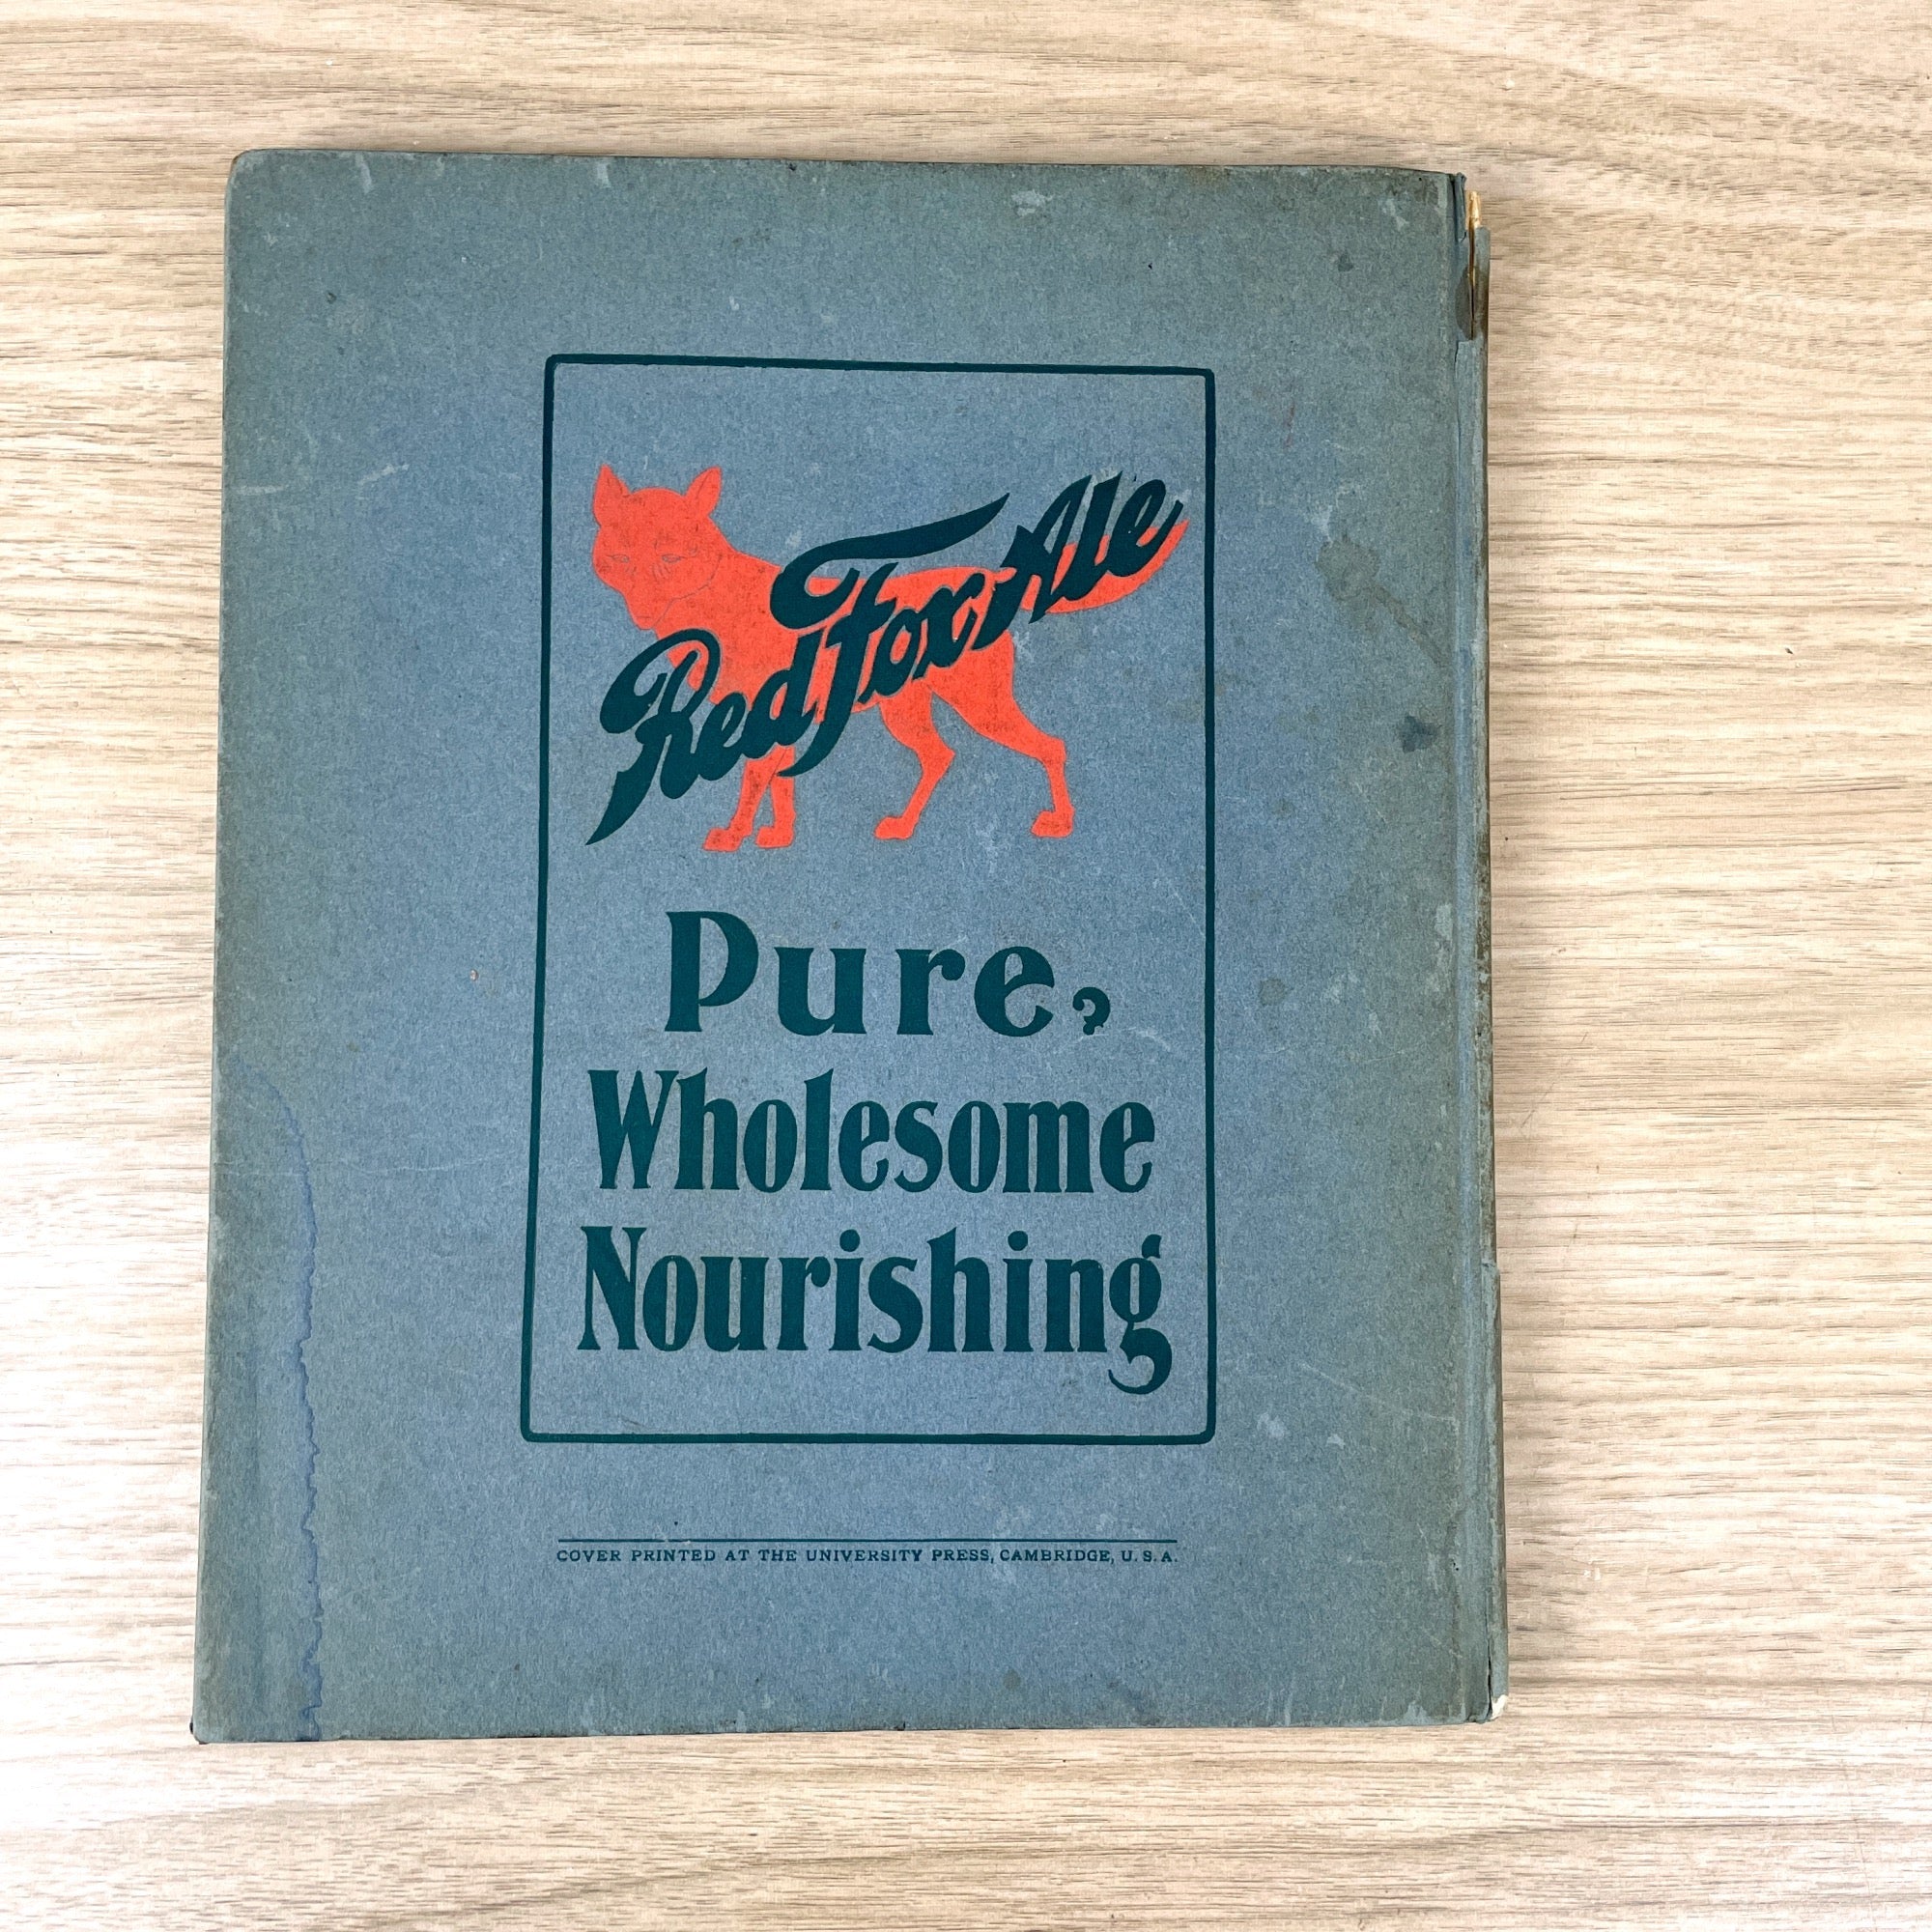 Red Fox Ale
Pure,
Wholesome
Nourishing
COVER PRINTED AT THE UNIVERSITY PRESS, CAMBRIDGE, U. S. A.